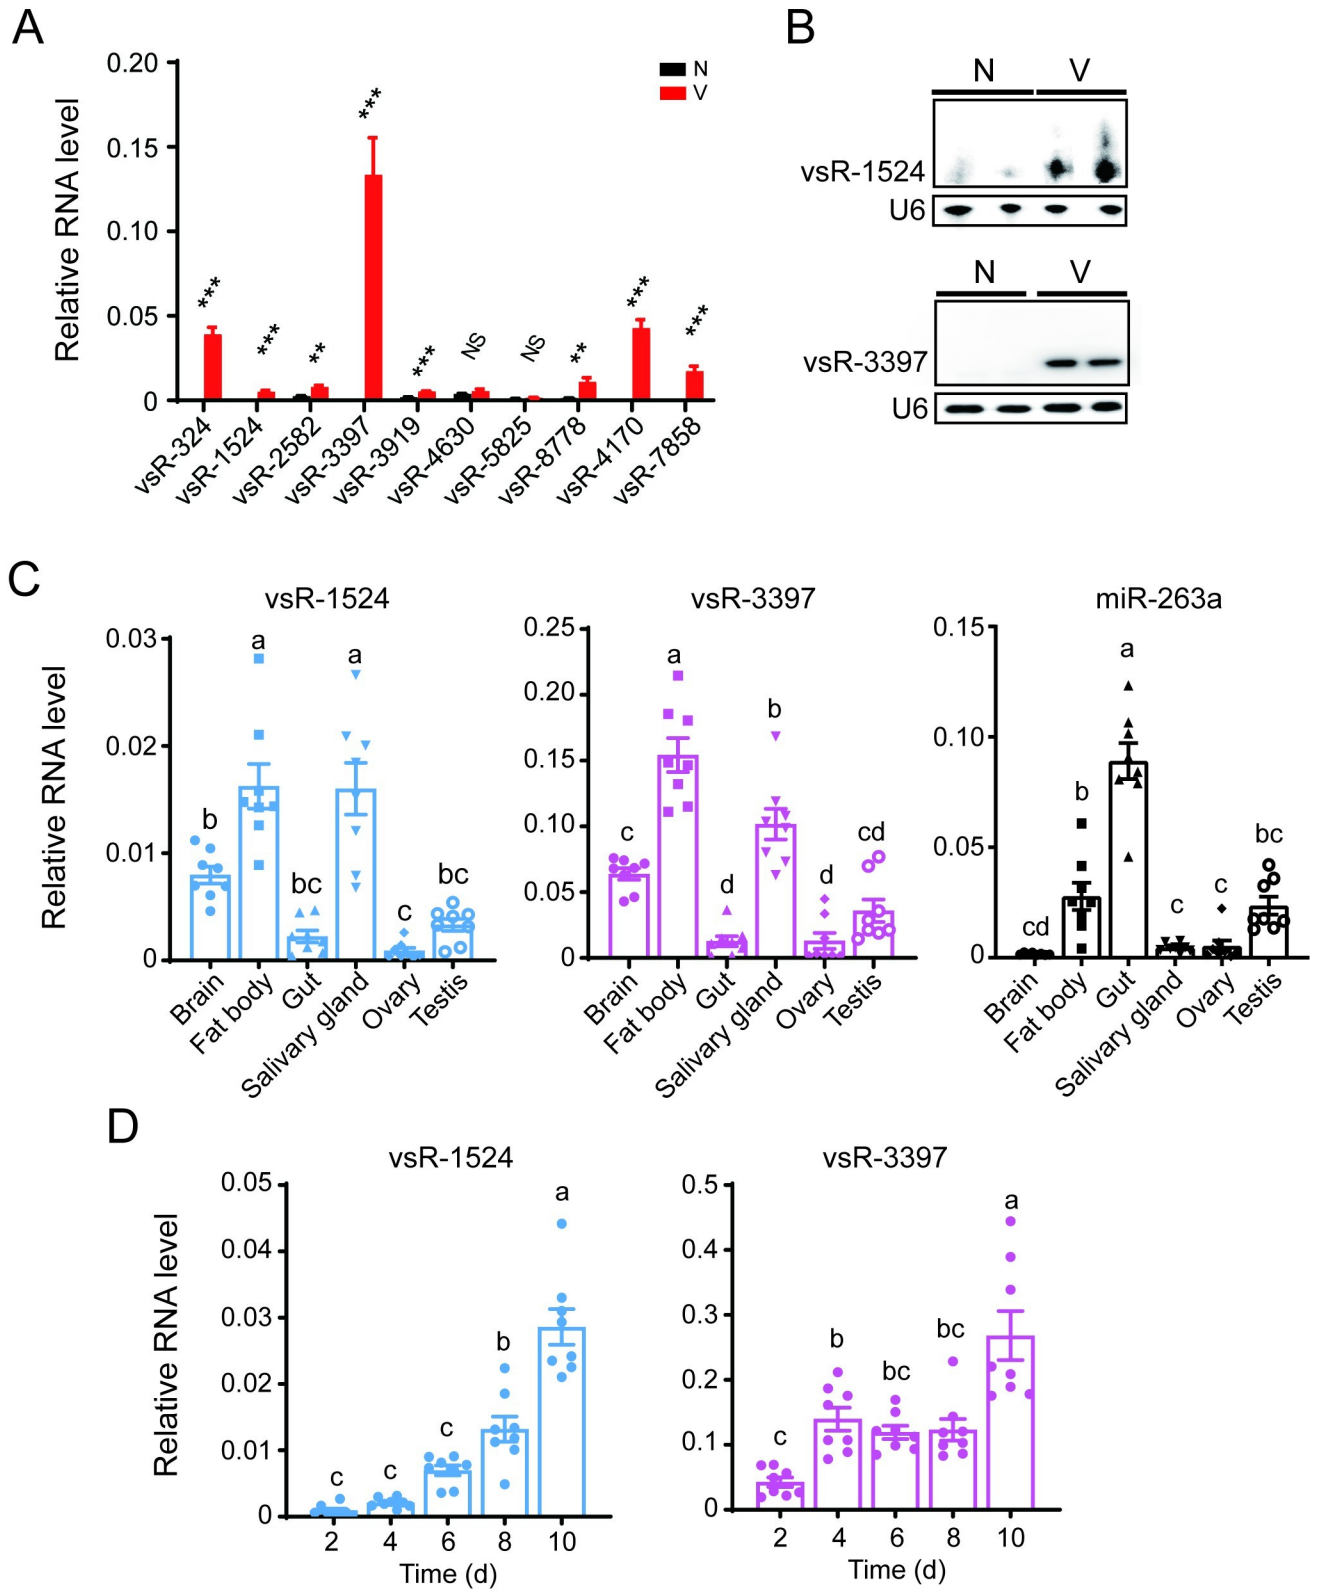 A
Relative RNA level
0.20
0.15
0.10
0.05
0
***
***
**
***
***
NS
NS
**
***
***
N
V
vsR-324
vsR-1524
vsR-2582
vsR-3397
vsR-3919
vsR-4630
vsR-5825
vsR-8778
vsR-4170
vsR-7858
B
N V
vsR-1524
U6
N V
vsR-3397
U6
C
vsR-1524
Relative RNA level
0.03
0.02
0.01
0
b
a
bc
a
c
bc
Brain
Fat body
Gut
Salivary gland
Ovary
Testis
vsR-3397
0.25
0.20
0.15
0.10
0.05
0
c
a
d
b
d
cd
Brain
Fat body
Gut
Salivary gland
Ovary
Testis
miR-263a
0.15
0.10
0.05
0
cd
b
a
c
c
bc
Brain
Fat body
Gut
Salivary gland
Ovary
Testis
D
vsR-1524
Relative RNA level
0.05
0.04
0.03
0.02
0.01
0
c
c
c
b
a
2 4 6 8 10
Time (d)
vsR-3397
0.5
0.4
0.3
0.2
0.1
0
c
b
bc
bc
a
2 4 6 8 10
Time (d)